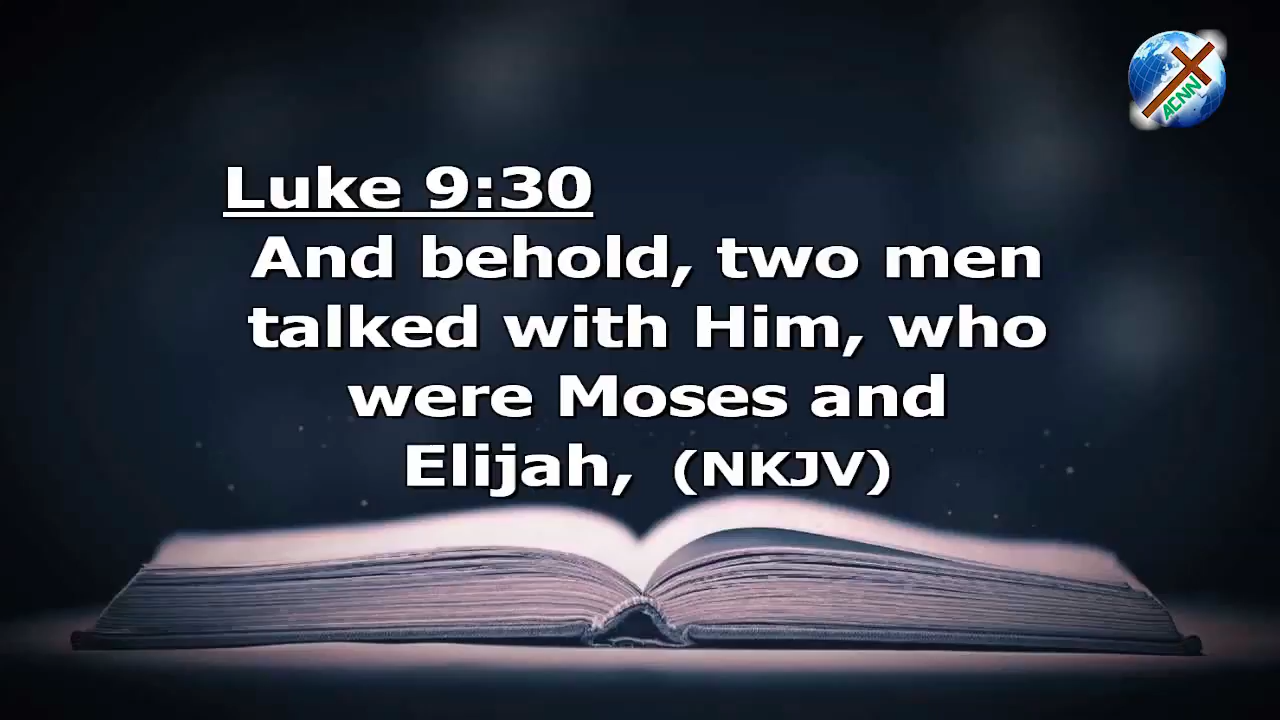 ACNN
Luke 9:30
And behold, two men
talked with Him, who
were Moses and
Elijah, (NKJV)